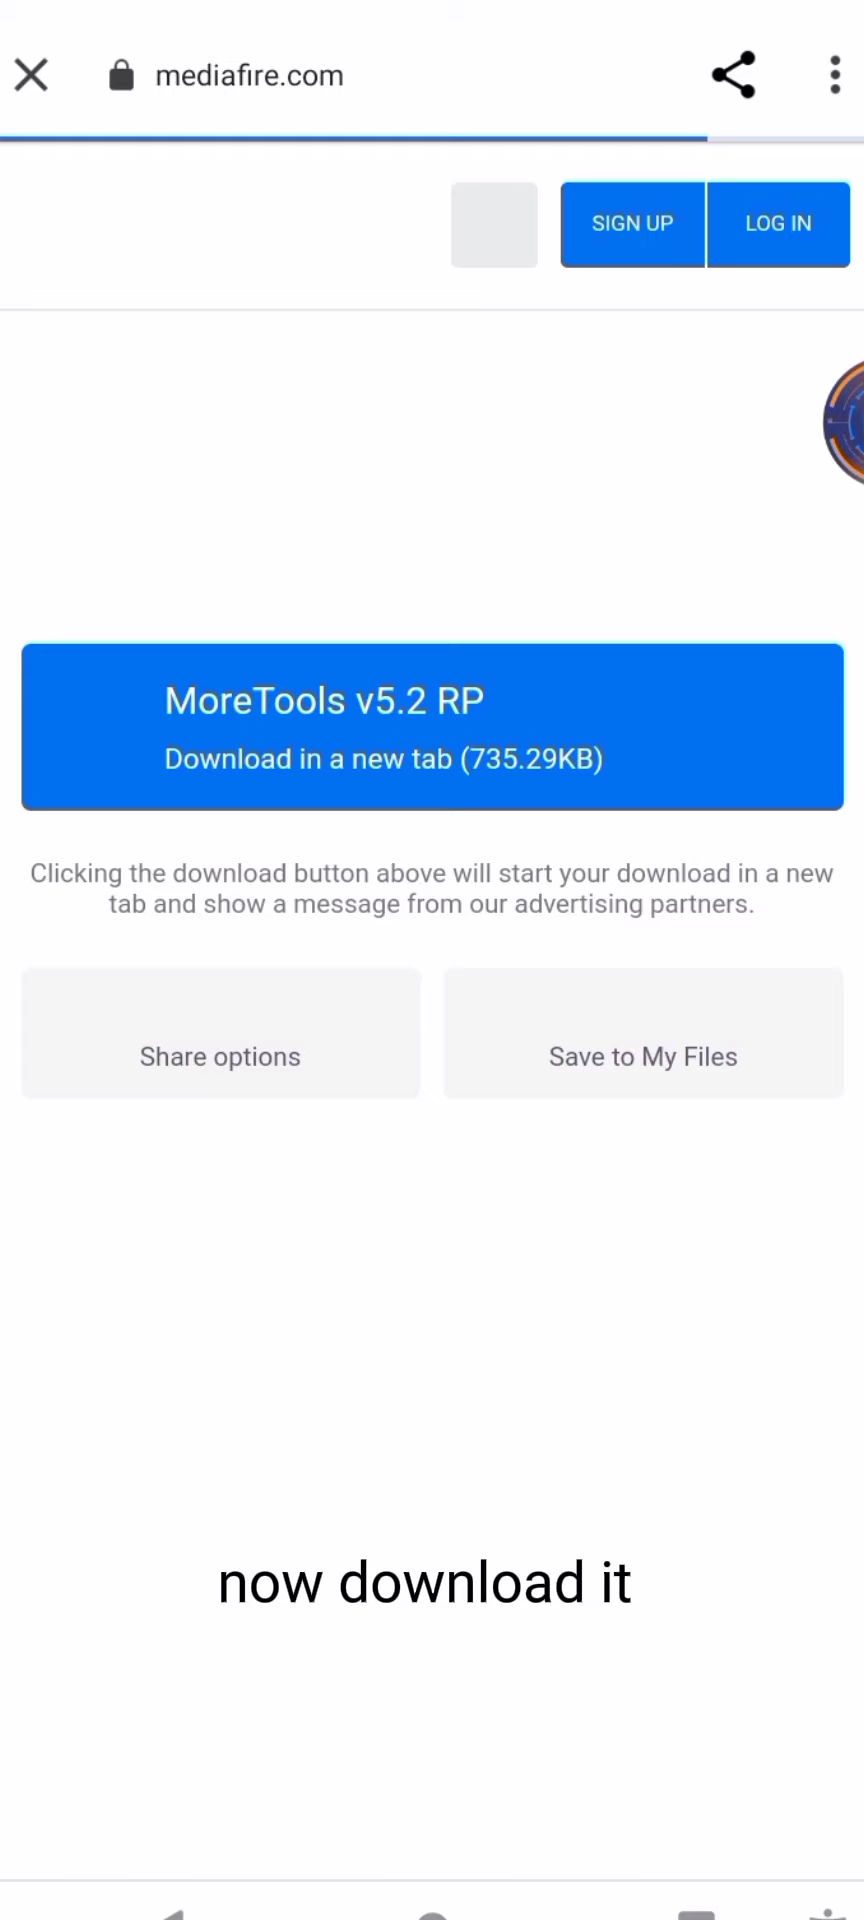 mediafire.com
SIGN UP
LOG IN
MoreTools v5.2 RP
Download in a new tab (735.29KB)
Clicking the download button above will start your download in a new
tab and show a message from our advertising partners.
Share options
Save to My Files
now download it